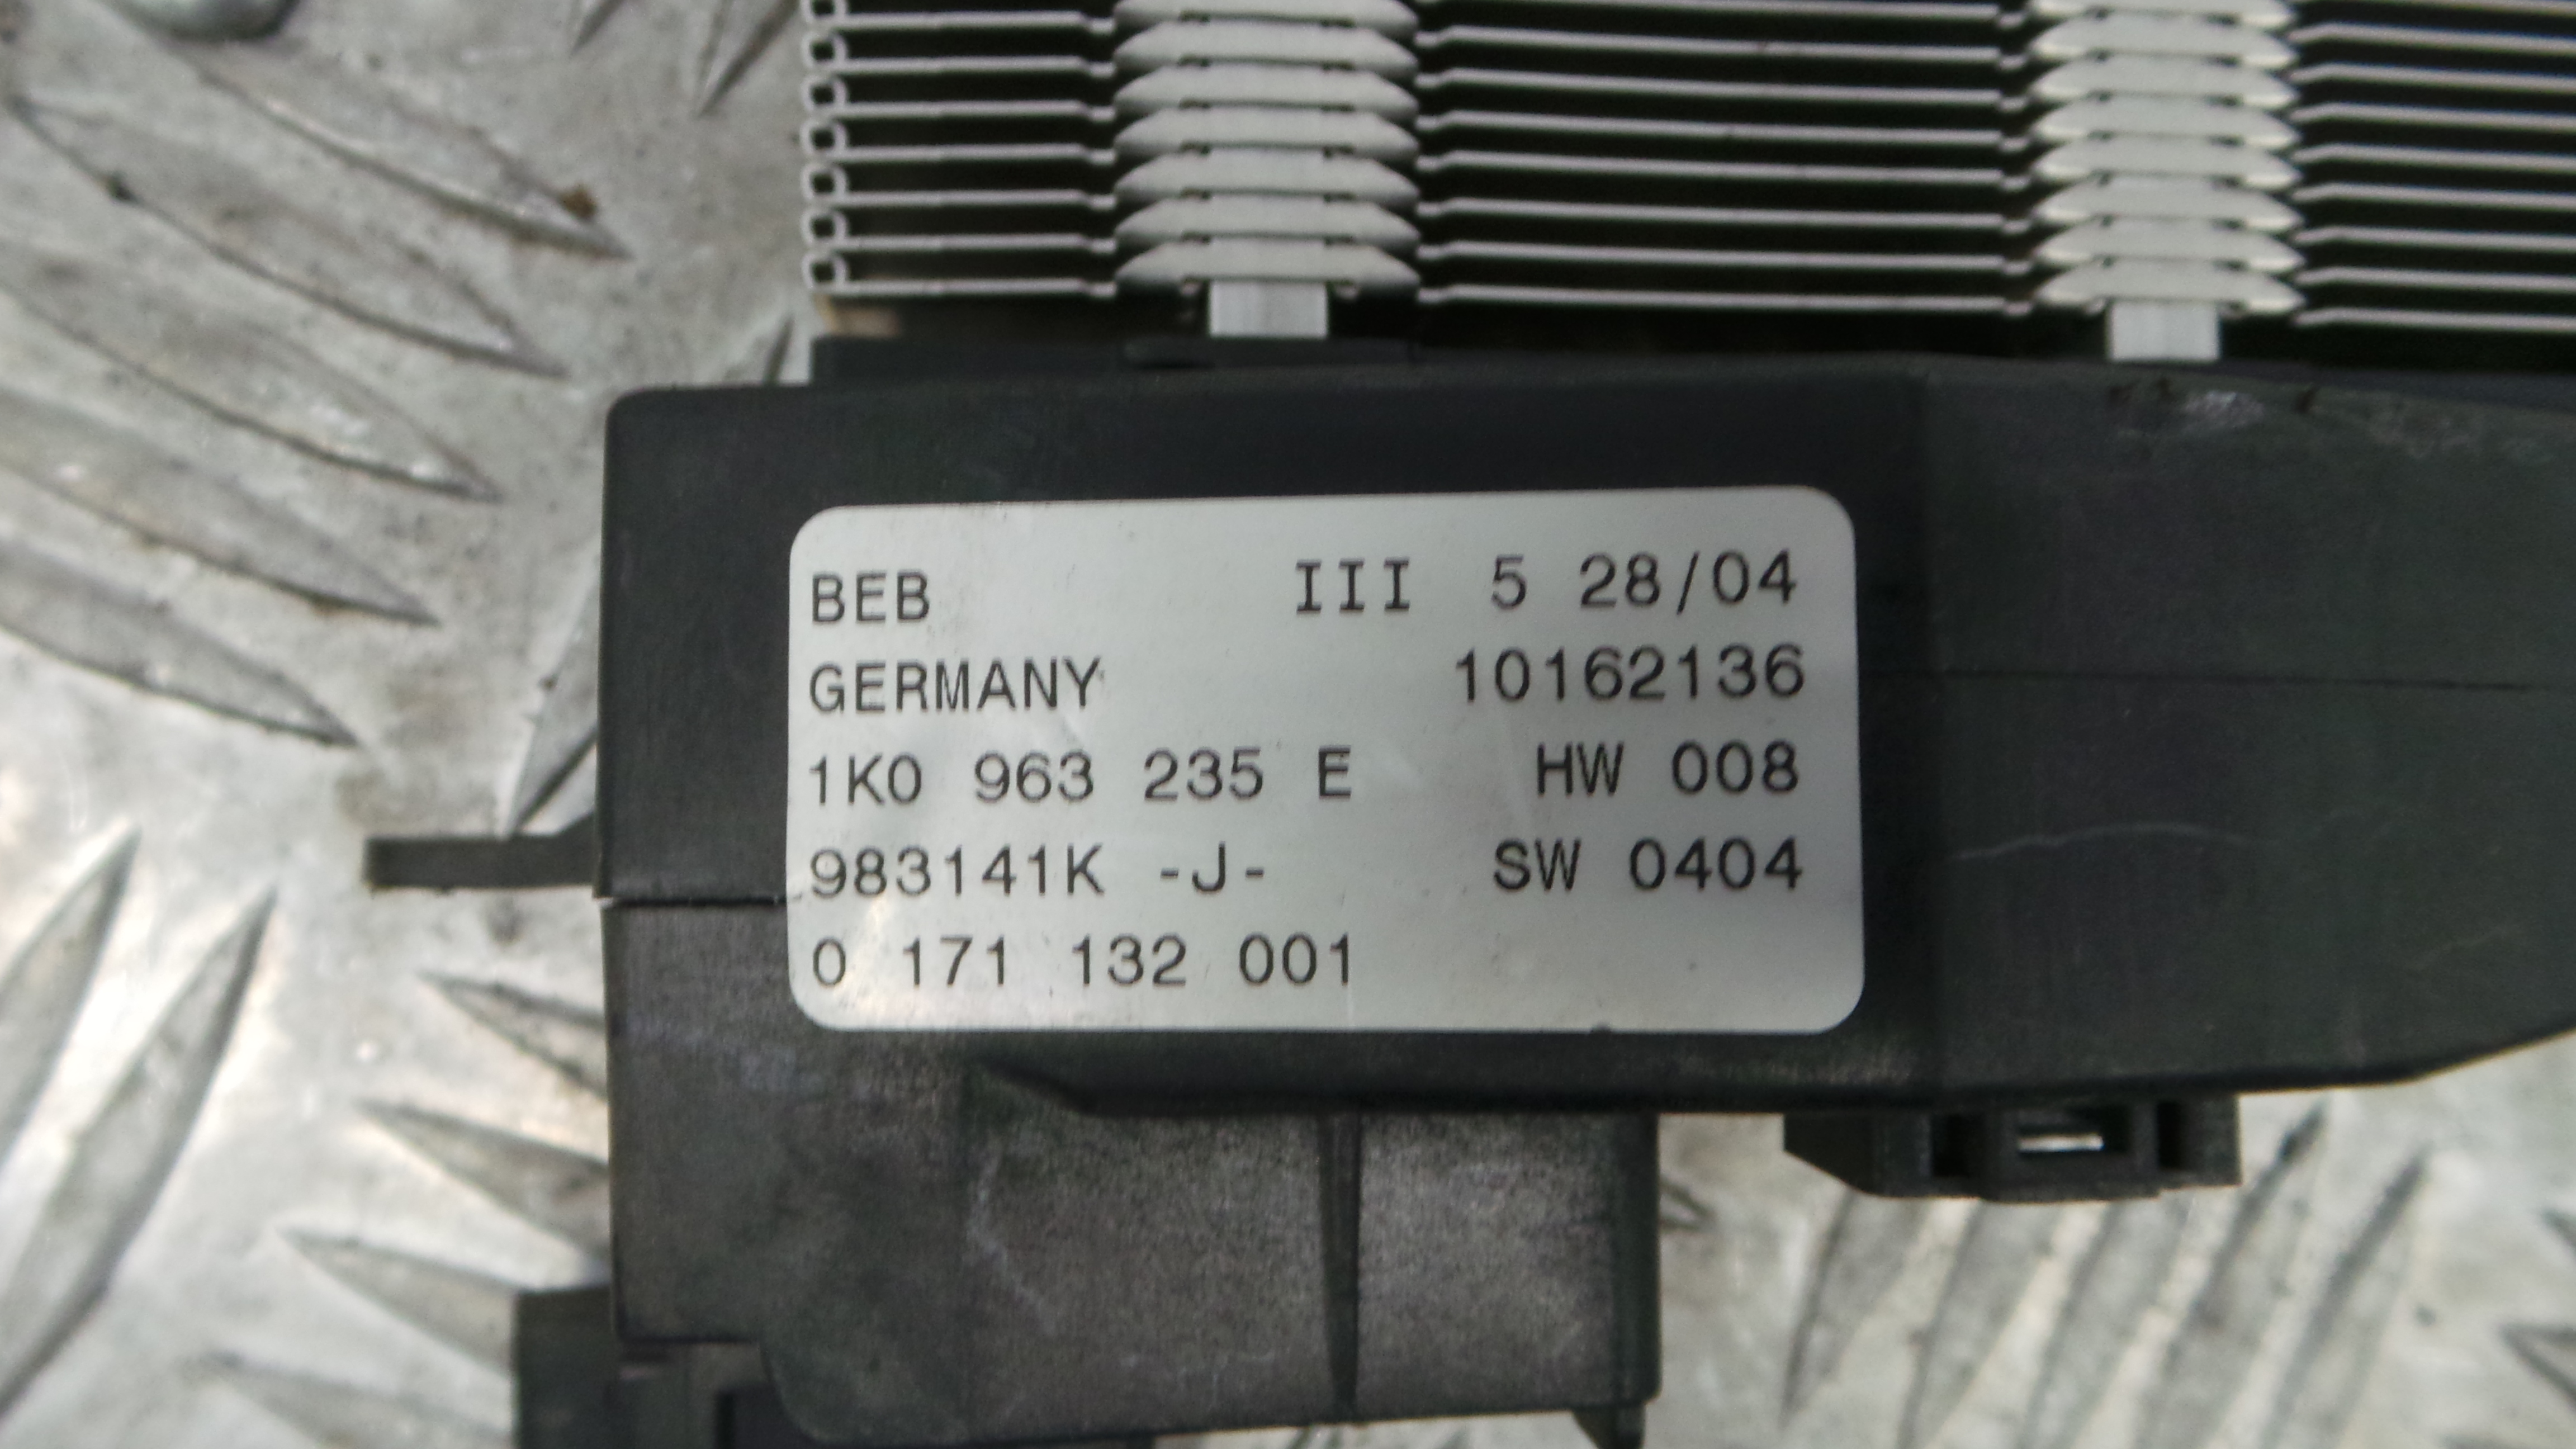 BEB III 5 28/04
GERMANY 10162136
1K0 963 235 E HW 008
983141K -J- SW 0404
0 171 132 001